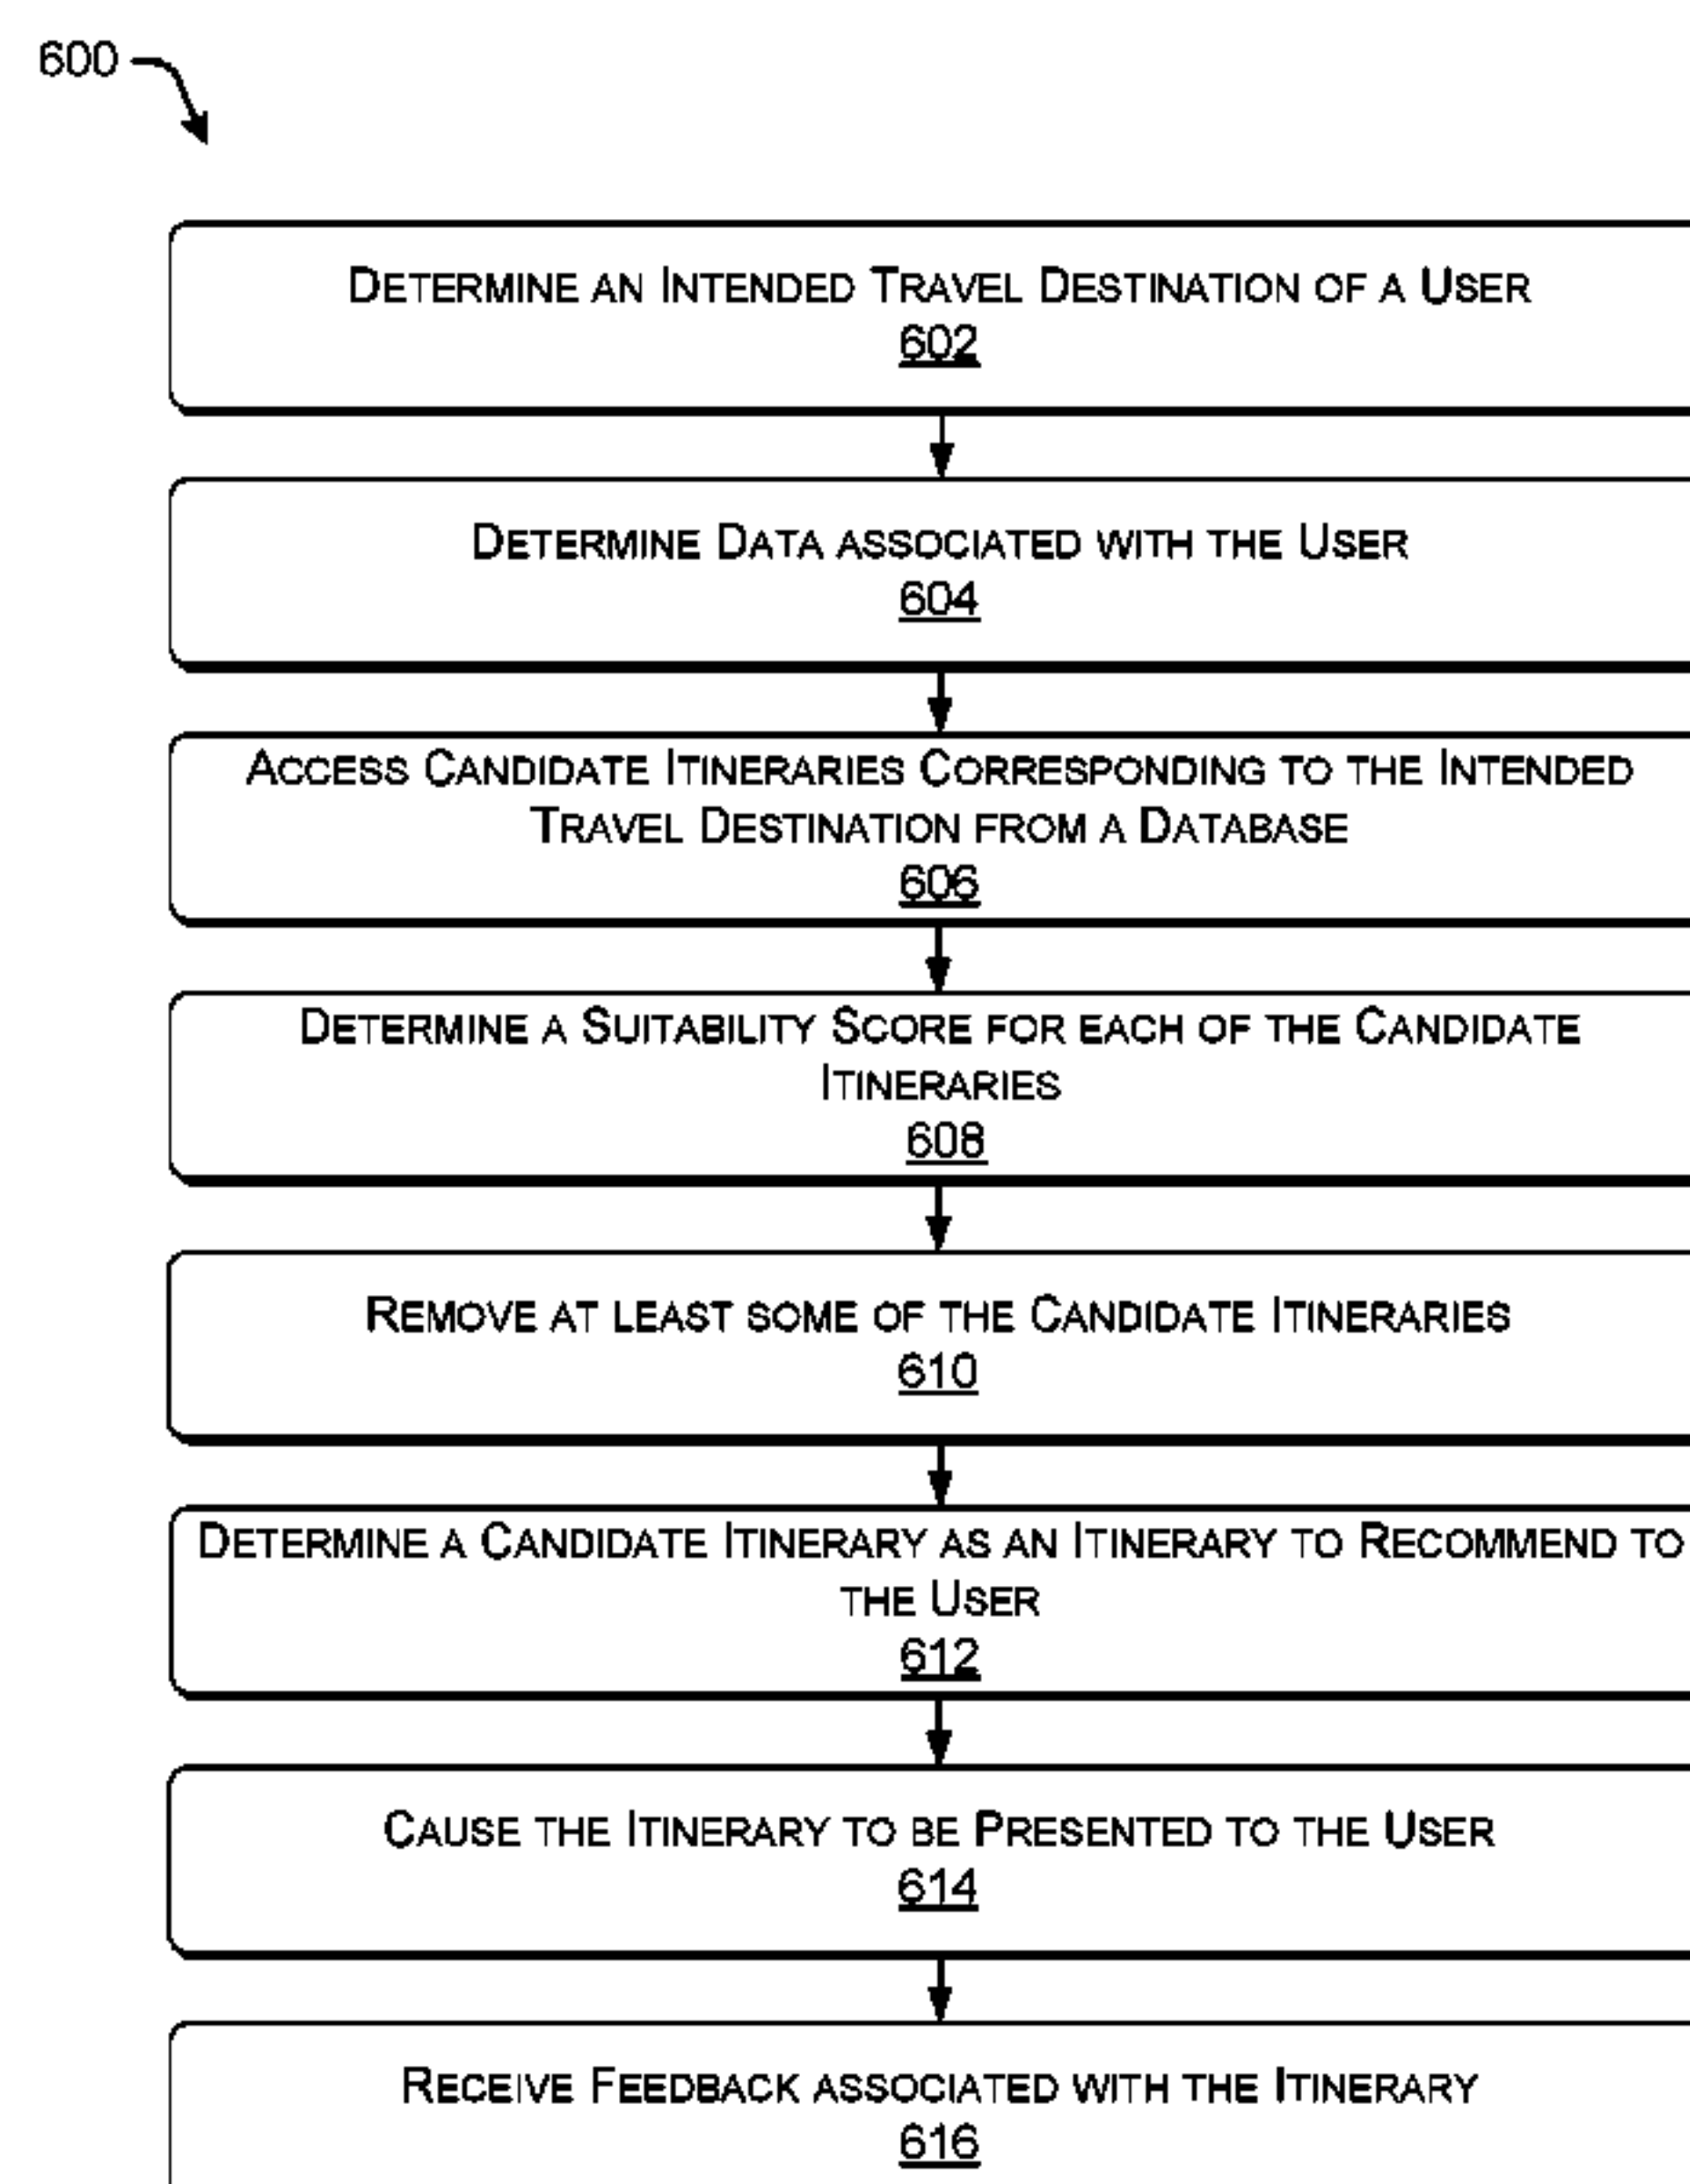 600
DETERMINE AN INTENDED TRAVEL DESTINATION OF A USER
602
DETERMINE DATA ASSOCIATED WITH THE USER
604
ACCESS CANDIDATE ITINERARIES CORRESPONDING TO THE INTENDED
TRAVEL DESTINATION FROM A DATABASE
606
DETERMINE A SUITABILITY SCORE FOR EACH OF THE CANDIDATE
ITINERARIES
608
REMOVE AT LEAST SOME OF THE CANDIDATE ITINERARIES
610
DETERMINE A CANDIDATE ITINERARY AS AN ITINERARY TO RECOMMEND TO
THE USER
612
CAUSE THE ITINERARY TO BE PRESENTED TO THE USER
614
RECEIVE FEEDBACK ASSOCIATED WITH THE ITINERARY
616